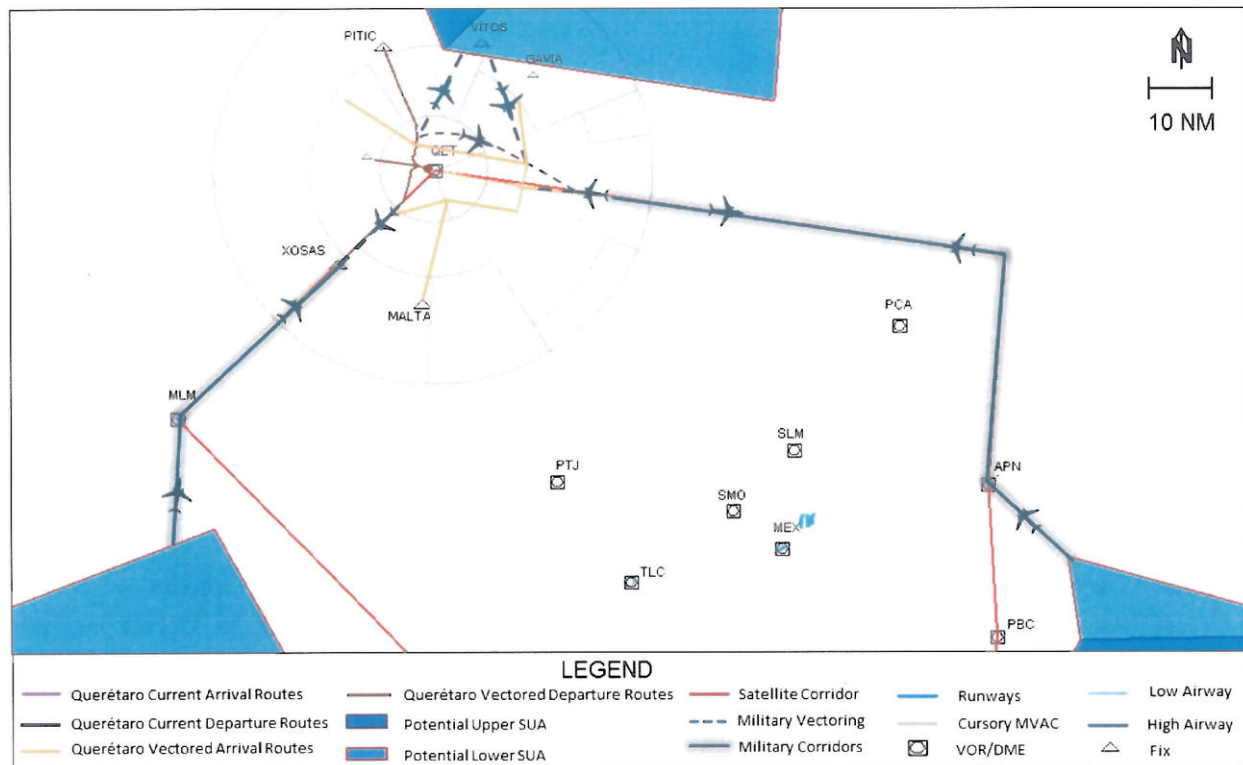 PITIC
VITOS
GAVIA
N
10 NM
QET
XOSAS
MALTA
PCA
MLM
SLM
PTJ
APN
SMO
MEX
TLC
PBC
LEGEND
Querétaro Current Arrival Routes
Querétaro Vectored Departure Routes
Satellite Corridor
Runways
Low Airway
Querétaro Current Departure Routes
Potential Upper SUA
Military Vectoring
Cursory MVAC
High Airway
Querétaro Vectored Arrival Routes
Potential Lower SUA
Military Corridors
VOR/DME
Fix